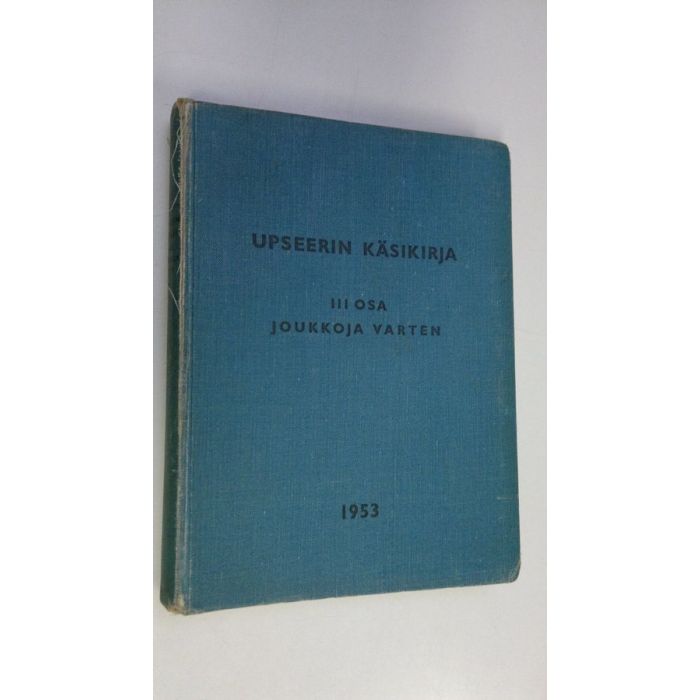 UPSEERIN KÄSIKIRJA
III OSA
JOUKKOJA VARTEN
1953